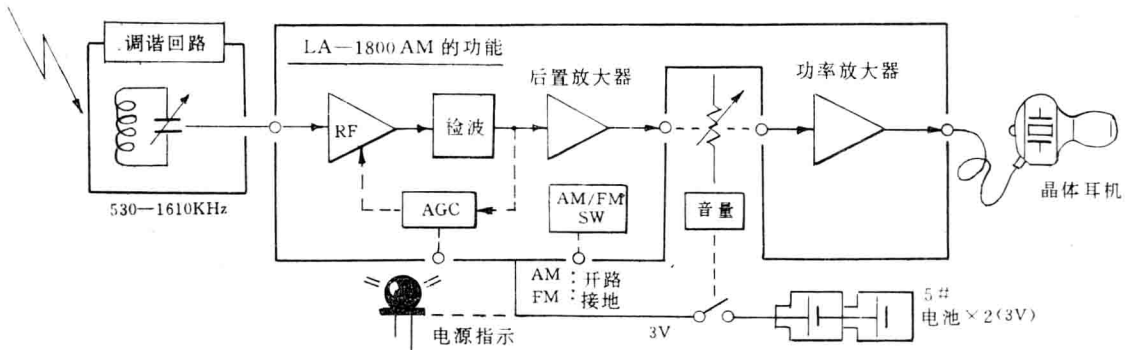 调谐回路
LA—1800 AM 的功能
后置放大器
功率放大器
RF
检波
AGC
AM/FM
SW
音量
晶体耳机
530—1610KHz
AM : 开路
FM : 接地
电源指示
3V
5#
电池×2(3V)